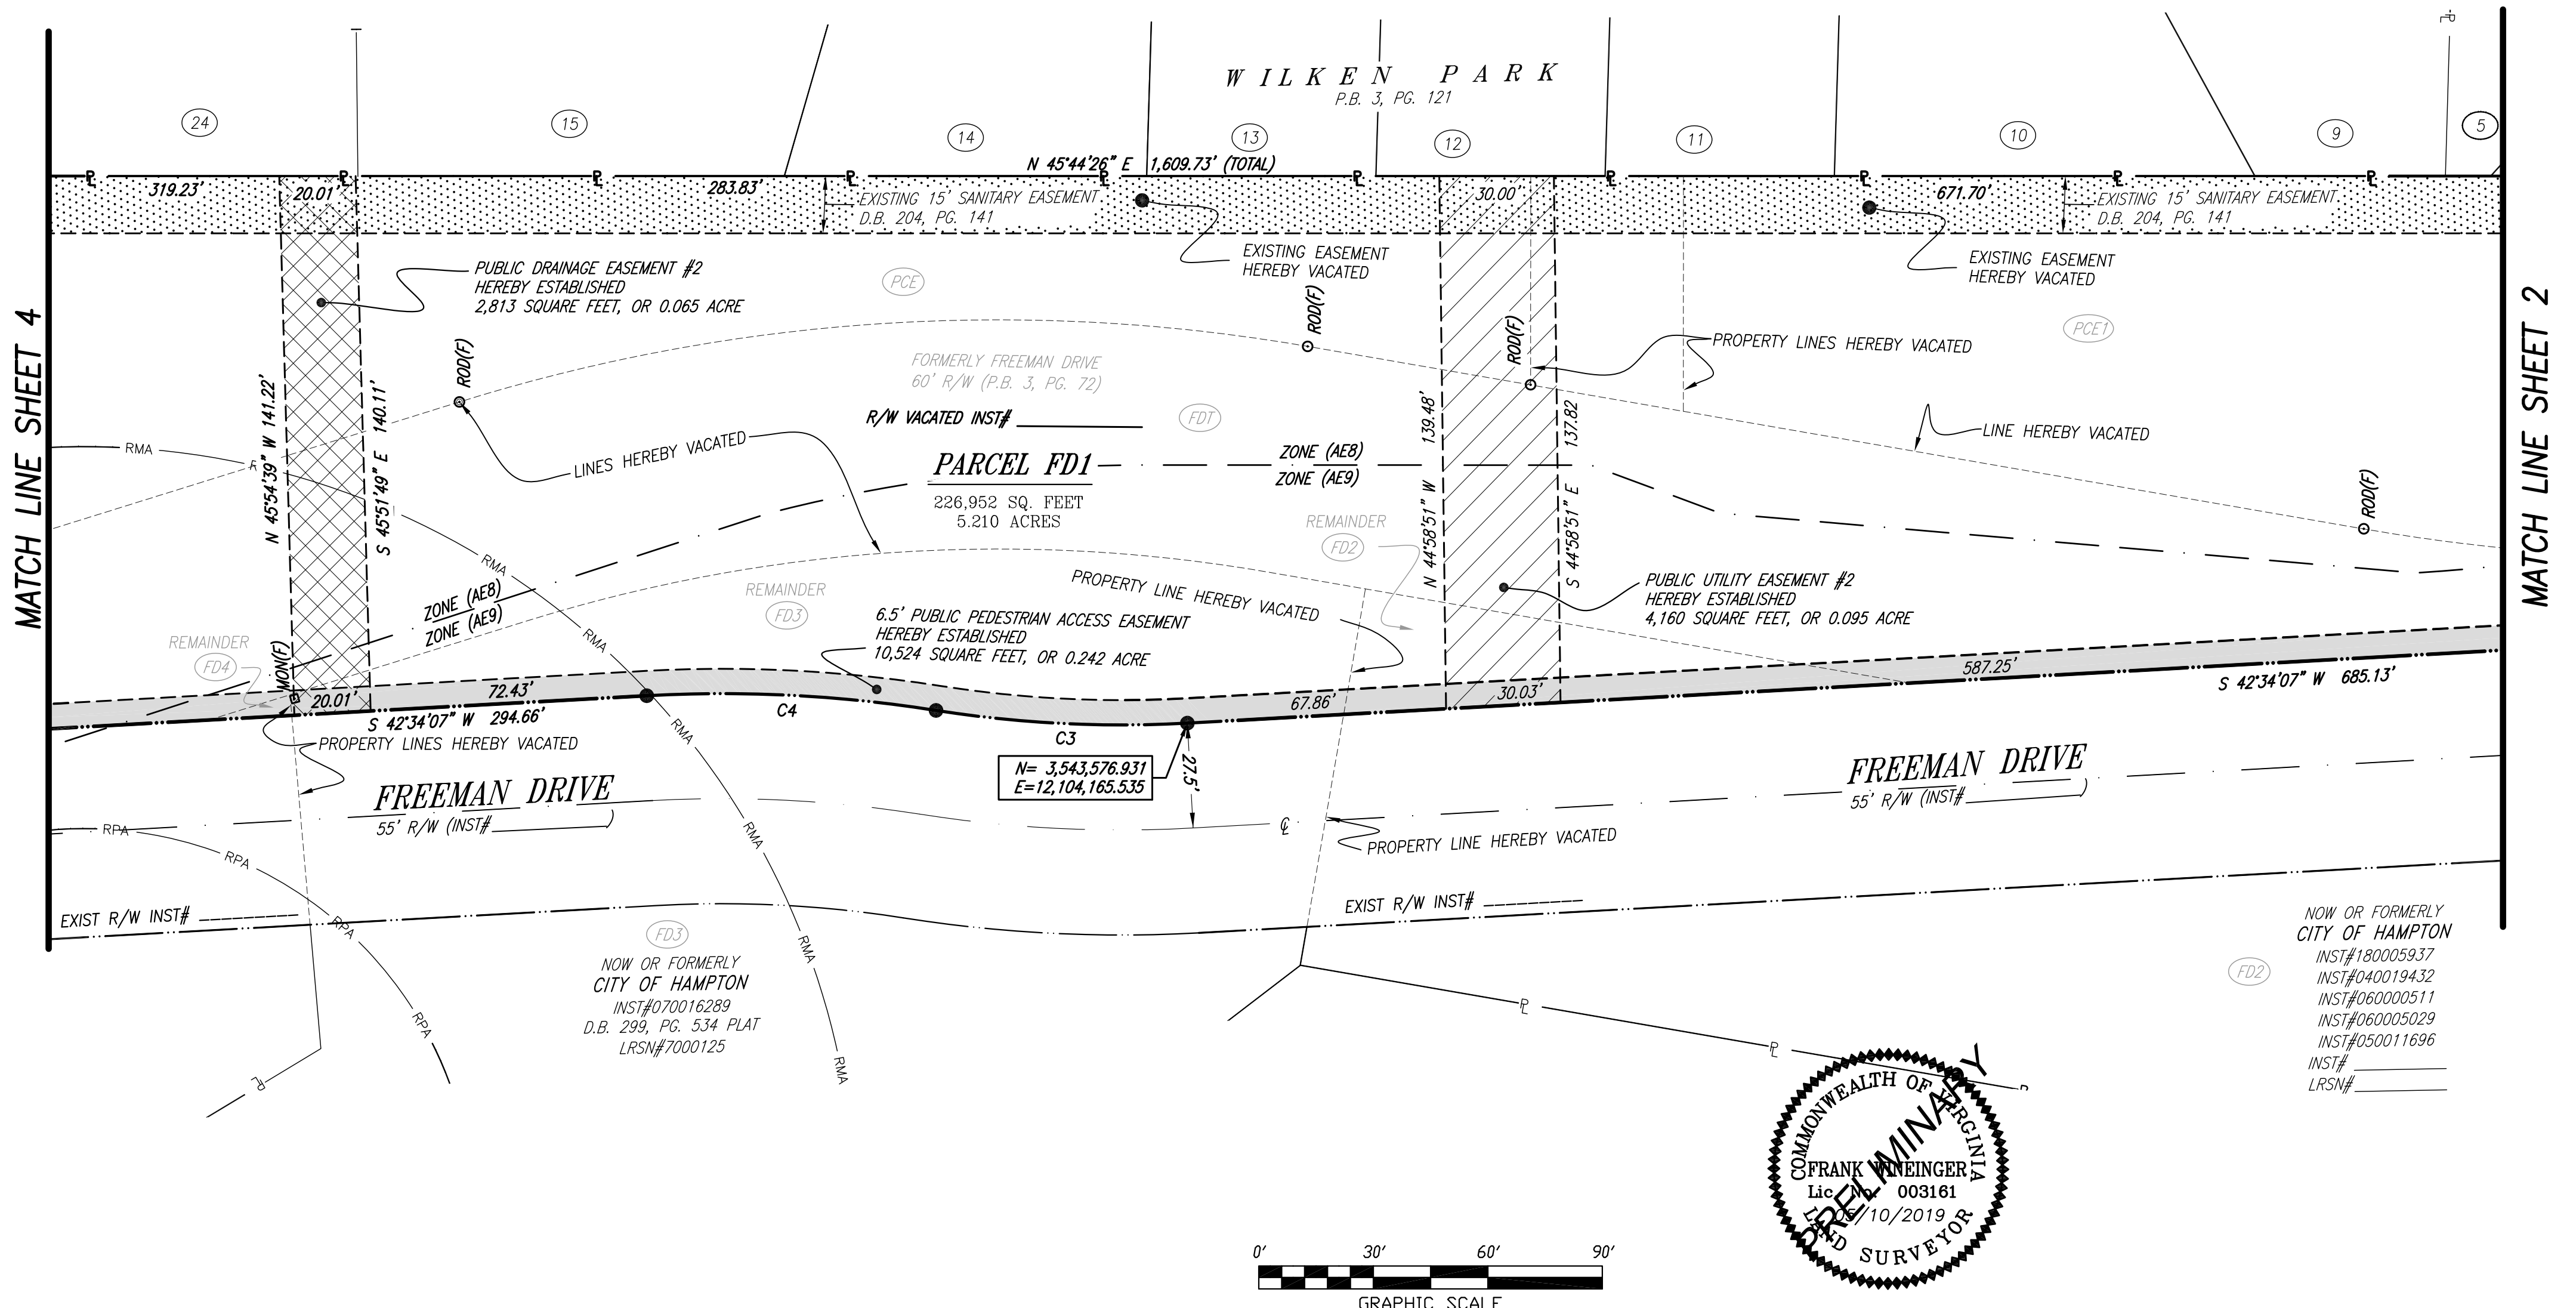 WILKEN PARK
P.B. 3, PG. 121
24
15
14
13
12
11
10
9
5
N 45°44'26" E 1,609.73' (TOTAL)
319.23'
20.01'
283.83'
30.00'
671.70'
EXISTING 15' SANITARY EASEMENT
D.B. 204, PG. 141
EXISTING 15' SANITARY EASEMENT
D.B. 204, PG. 141
EXISTING EASEMENT
HEREBY VACATED
EXISTING EASEMENT
HEREBY VACATED
PUBLIC DRAINAGE EASEMENT #2
HEREBY ESTABLISHED
2,813 SQUARE FEET, OR 0.065 ACRE
PCE
PCE1
MATCH LINE SHEET 4
MATCH LINE SHEET 2
ROD(F)
ROD(F)
ROD(F)
ROD(F)
PROPERTY LINES HEREBY VACATED
FORMERLY FREEMAN DRIVE
60' R/W (P.B. 3, PG. 72)
R/W VACATED INST#
FDT
N 45°54'39" W 141.22'
S 45°51'49" E 140.11'
N 44°58'51" W 139.48'
S 44°58'51" E 137.82
LINES HEREBY VACATED
LINE HEREBY VACATED
RMA
R
PARCEL FD1
226,952 SQ. FEET
5.210 ACRES
ZONE (AE8)
ZONE (AE9)
REMAINDER
FD2
RMA
ZONE (AE8)
ZONE (AE9)
REMAINDER
FD3
PROPERTY LINE HEREBY VACATED
PUBLIC UTILITY EASEMENT #2
HEREBY ESTABLISHED
4,160 SQUARE FEET, OR 0.095 ACRE
6.5' PUBLIC PEDESTRIAN ACCESS EASEMENT
HEREBY ESTABLISHED
10,524 SQUARE FEET, OR 0.242 ACRE
REMAINDER
FD4
MON(F)
RMA
20.01'
72.43'
S 42°34'07" W 294.66'
C4
C3
67.86'
30.03'
587.25'
S 42°34'07" W 685.13'
PROPERTY LINES HEREBY VACATED
RMA
N= 3,543,576.931
E=12,104,165.535
27.5'
FREEMAN DRIVE
55' R/W (INST# )
FREEMAN DRIVE
55' R/W (INST# )
RPA
RPA
RPA
RPA
RMA
RMA
RMA
PROPERTY LINE HEREBY VACATED
EXIST R/W INST#
EXIST R/W INST#
FD3
NOW OR FORMERLY
CITY OF HAMPTON
INST#070016289
D.B. 299, PG. 534 PLAT
LRSN#7000125
FD2
NOW OR FORMERLY
CITY OF HAMPTON
INST#180005937
INST#040019432
INST#060000511
INST#060005029
INST#050011696
INST#
LRSN#
COMMONWEALTH OF VIRGINIA
FRANK WINEINGER
Lic. No. 003161
05/10/2019
LAND SURVEYOR
PRELIMINARY
0' 30' 60' 90'
GRAPHIC SCALE